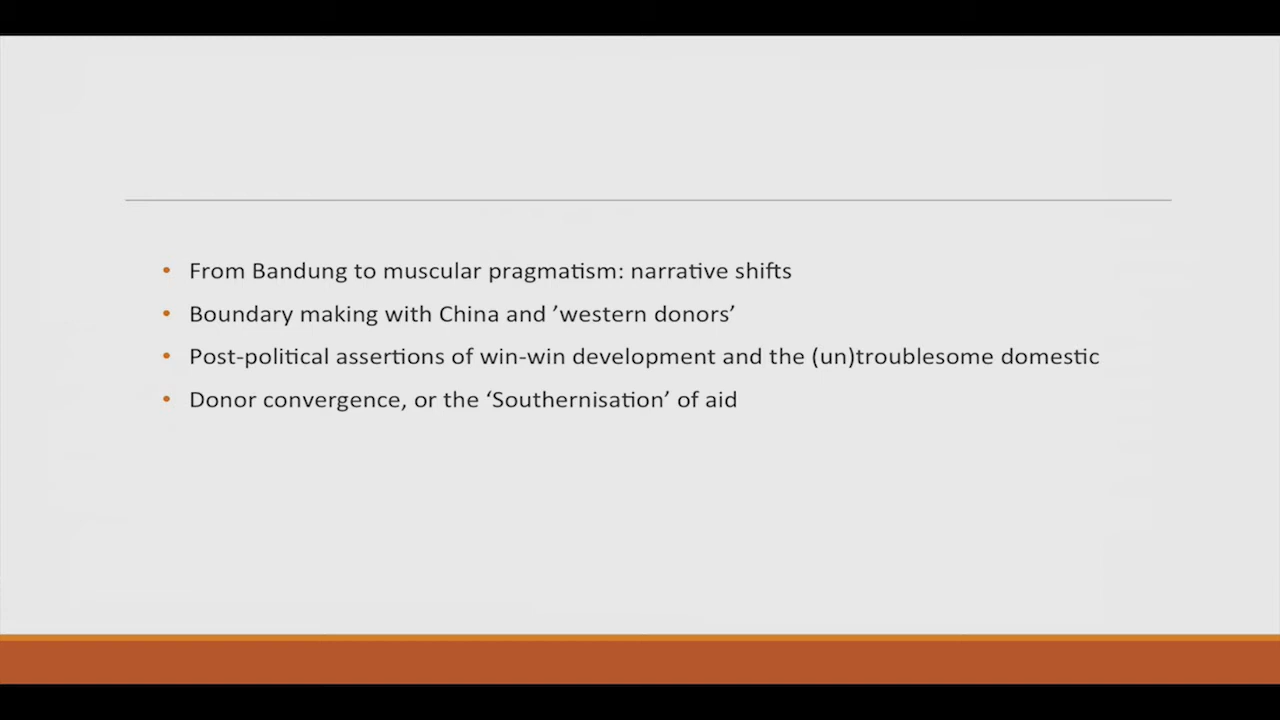 • From Bandung to muscular pragmatism: narrative shifts
• Boundary making with China and ’western donors’
• Post-political assertions of win-win development and the (un)troublesome domestic
• Donor convergence, or the ‘Southernisation’ of aid